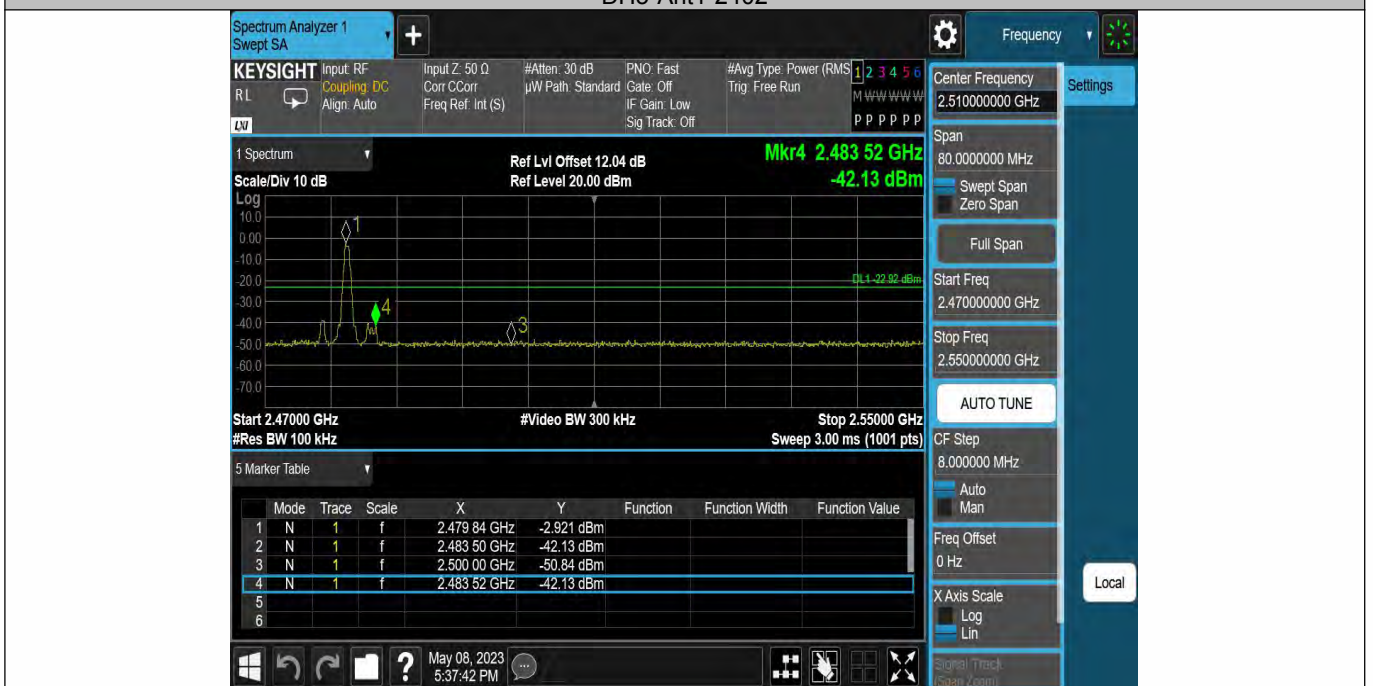 DH5-Ant1-2402
Spectrum Analyzer 1
Swept SA
+
Frequency
KEYSIGHT
RL
LXI
Input: RF
Coupling: DC
Align: Auto
Input Z: 50 Ω
Corr CCorr
Freq Ref: Int (S)
#Atten: 30 dB
µW Path: Standard
PNO: Fast
Gate: Off
IF Gain: Low
Sig Track: Off
#Avg Type: Power (RMS
Trig: Free Run
1 2 3 4 5 6
M W W W W W
P P P P P P
Center Frequency
2.510000000 GHz
Settings
Span
80.0000000 MHz
Swept Span
Zero Span
Full Span
Start Freq
2.470000000 GHz
Stop Freq
2.550000000 GHz
AUTO TUNE
CF Step
8.000000 MHz
Auto
Man
Freq Offset
0 Hz
X Axis Scale
Log
Lin
Signal Track
(Span Zoom)
Local
1 Spectrum
Scale/Div 10 dB
Ref Lvl Offset 12.04 dB
Ref Level 20.00 dBm
Mkr4 2.483 52 GHz
-42.13 dBm
Log
10.0
0.00
-10.0
-20.0
-30.0
-40.0
-50.0
-60.0
-70.0
1
4
3
DL1 -22.92 dBm
Start 2.47000 GHz
#Res BW 100 kHz
#Video BW 300 kHz
Stop 2.55000 GHz
Sweep 3.00 ms (1001 pts)
5 Marker Table
Mode Trace Scale X Y Function Function Width Function Value
1 N 1 f 2.479 84 GHz -2.921 dBm
2 N 1 f 2.483 50 GHz -42.13 dBm
3 N 1 f 2.500 00 GHz -50.84 dBm
4 N 1 f 2.483 52 GHz -42.13 dBm
5
6
?
May 08, 2023
5:37:42 PM